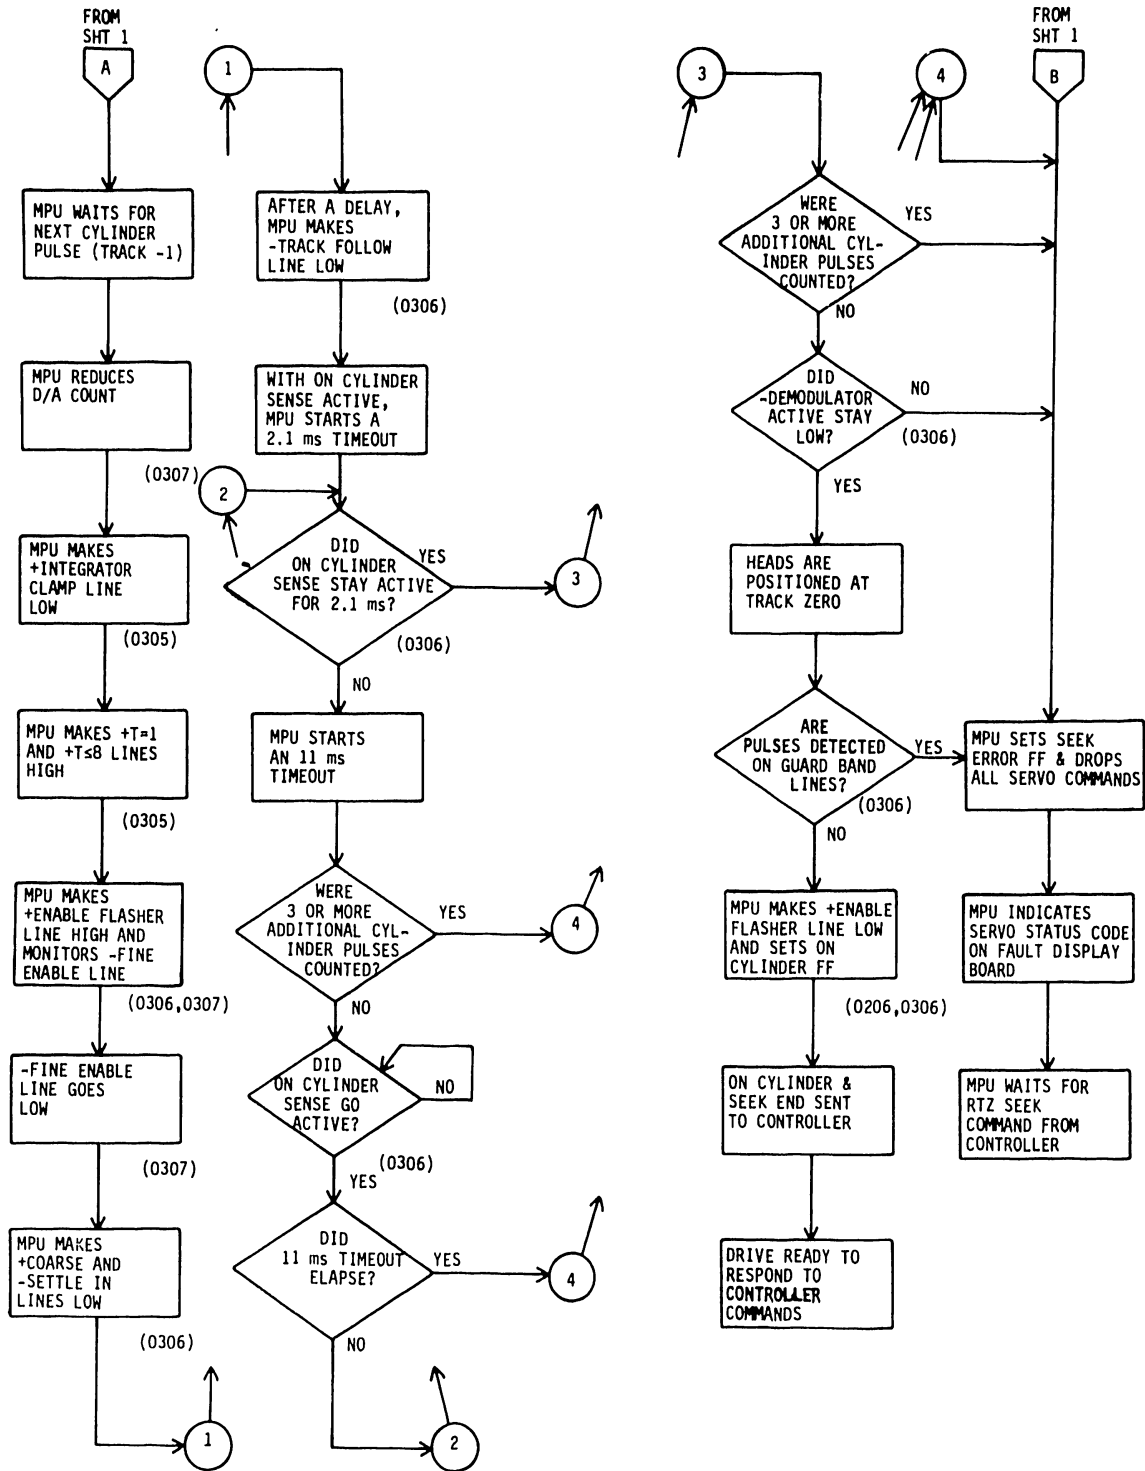 FROM
SHT 1
A
MPU WAITS FOR
NEXT CYLINDER
PULSE (TRACK -1)
MPU REDUCES
D/A COUNT
(0307)
MPU MAKES
+INTEGRATOR
CLAMP LINE
LOW
(0305)
MPU MAKES +T=1
AND +T≤8 LINES
HIGH
(0305)
MPU MAKES
+ENABLE FLASHER
LINE HIGH AND
MONITORS -FINE
ENABLE LINE
(0306,0307)
-FINE ENABLE
LINE GOES
LOW
(0307)
MPU MAKES
+COARSE AND
-SETTLE IN
LINES LOW
(0306)
1
1
AFTER A DELAY,
MPU MAKES
-TRACK FOLLOW
LINE LOW
(0306)
WITH ON CYLINDER
SENSE ACTIVE,
MPU STARTS A
2.1 ms TIMEOUT
2
DID
ON CYLINDER
SENSE STAY ACTIVE
FOR 2.1 ms?
YES
3
(0306)
NO
MPU STARTS
AN 11 ms
TIMEOUT
WERE
3 OR MORE
ADDITIONAL CYL-
INDER PULSES
COUNTED?
YES
4
NO
DID
ON CYLINDER
SENSE GO
ACTIVE?
NO
(0306)
YES
DID
11 ms TIMEOUT
ELAPSE?
YES
4
NO
2
3
WERE
3 OR MORE
ADDITIONAL CYL-
INDER PULSES
COUNTED?
YES
NO
DID
-DEMODULATOR
ACTIVE STAY
LOW?
NO
(0306)
YES
HEADS ARE
POSITIONED AT
TRACK ZERO
ARE
PULSES DETECTED
ON GUARD BAND
LINES?
YES
(0306)
NO
MPU MAKES +ENABLE
FLASHER LINE LOW
AND SETS ON
CYLINDER FF
(0206,0306)
ON CYLINDER &
SEEK END SENT
TO CONTROLLER
DRIVE READY TO
RESPOND TO
CONTROLLER
COMMANDS
4
FROM
SHT 1
B
MPU SETS SEEK
ERROR FF & DROPS
ALL SERVO COMMANDS
MPU INDICATES
SERVO STATUS CODE
ON FAULT DISPLAY
BOARD
MPU WAITS FOR
RTZ SEEK
COMMAND FROM
CONTROLLER